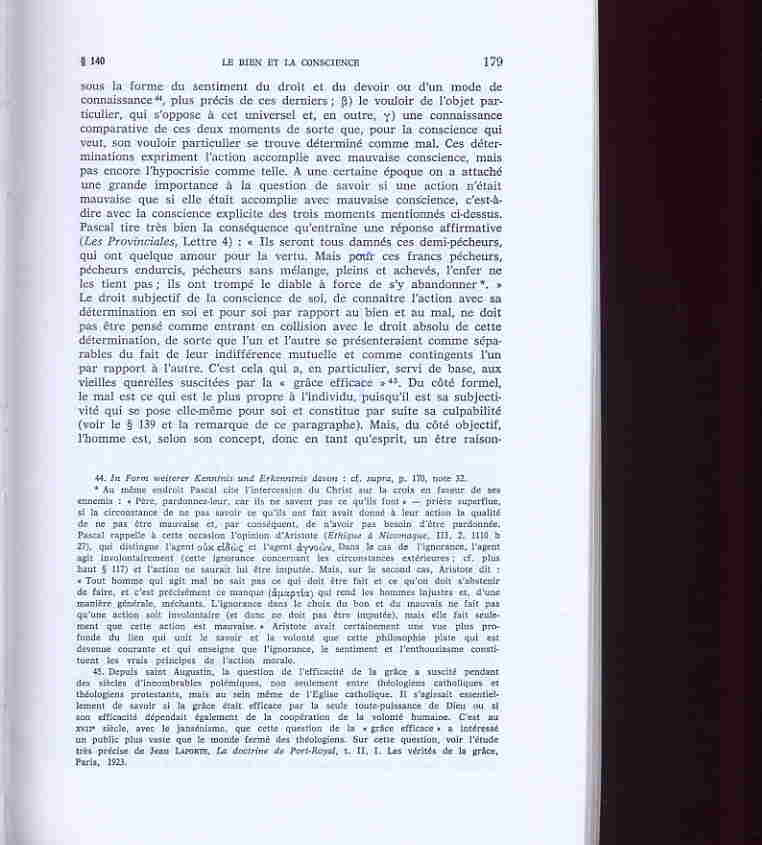 § 140 LE BIEN ET LA CONSCIENCE 179
sous la forme du sentiment du droit et du devoir ou d'un mode de
connaissance 44, plus précis de ces derniers ; β) le vouloir de l'objet par-
ticulier, qui s'oppose à cet universel et, en outre, γ) une connaissance
comparative de ces deux moments de sorte que, pour la conscience qui
veut, son vouloir particulier se trouve déterminé comme mal. Ces déter-
minations expriment l'action accomplie avec mauvaise conscience, mais
pas encore l'hypocrisie comme telle. A une certaine époque on a attaché
une grande importance à la question de savoir si une action n'était
mauvaise que si elle était accomplie avec mauvaise conscience, c'est-à-
dire avec la conscience explicite des trois moments mentionnés ci-dessus.
Pascal tire très bien la conséquence qu'entraîne une réponse affirmative
(Les Provinciales, Lettre 4) : « Ils seront tous damnés ces demi-pécheurs,
qui ont quelque amour pour la vertu. Mais pour ces francs pécheurs,
pécheurs endurcis, pécheurs sans mélange, pleins et achevés, l'enfer ne
les tient pas ; ils ont trompé le diable à force de s'y abandonner *. »
Le droit subjectif de la conscience de soi, de connaître l'action avec sa
détermination en soi et pour soi par rapport au bien et au mal, ne doit
pas être pensé comme entrant en collision avec le droit absolu de cette
détermination, de sorte que l'un et l'autre se présenteraient comme sépa-
rables du fait de leur indifférence mutuelle et comme contingents l'un
par rapport à l'autre. C'est cela qui a, en particulier, servi de base, aux
vieilles querelles suscitées par la « grâce efficace » 45. Du côté formel,
le mal est ce qui est le plus propre à l'individu, puisqu'il est sa subjecti-
vité qui se pose elle-même pour soi et constitue par suite sa culpabilité
(voir le § 139 et la remarque de ce paragraphe). Mais, du côté objectif,
l'homme est, selon son concept, donc en tant qu'esprit, un être raison-
44. In Form weiterer Kenntnis und Erkenntnis davon : cf. supra, p. 170, note 32.
* Au même endroit Pascal cite l'intercession du Christ sur la croix en faveur de ses
ennemis : « Père, pardonnez-leur, car ils ne savent pas ce qu'ils font » — prière superflue,
si la circonstance de ne pas savoir ce qu'ils ont fait avait donné à leur action la qualité
de ne pas être mauvaise et, par conséquent, de n'avoir pas besoin d'être pardonnée.
Pascal rappelle à cette occasion l'opinion d'Aristote (Ethique à Nicomaque, III, 2, 1110 b
27), qui distingue l'agent οὐκ εἰδώς et l'agent ἀγνοῶν. Dans le cas de l'ignorance, l'agent
agit involontairement (cette ignorance concernant les circonstances extérieures ; cf. plus
haut § 117) et l'action ne saurait lui être imputée. Mais, sur le second cas, Aristote dit :
« Tout homme qui agit mal ne sait pas ce qui doit être fait et ce qu'on doit s'abstenir
de faire, et c'est précisément ce manque (ἁμαρτία) qui rend les hommes injustes et, d'une
manière générale, méchants. L'ignorance dans le choix du bon et du mauvais ne fait pas
qu'une action soit involontaire (et donc ne doit pas être imputée), mais elle fait seule-
ment que cette action est mauvaise. » Aristote avait certainement une vue plus pro-
fonde du lien qui unit le savoir et la volonté que cette philosophie plate qui est
devenue courante et qui enseigne que l'ignorance, le sentiment et l'enthousiasme consti-
tuent les vrais principes de l'action morale.
45. Depuis saint Augustin, la question de l'efficacité de la grâce a suscité pendant
des siècles d'innombrables polémiques, non seulement entre théologiens catholiques et
théologiens protestants, mais au sein même de l'Eglise catholique. Il s'agissait essentiel-
lement de savoir si la grâce était efficace par la seule toute-puissance de Dieu ou si
son efficacité dépendait également de la coopération de la volonté humaine. C'est au
XVIIe siècle, avec le jansénisme, que cette question de la « grâce efficace » a intéressé
un public plus vaste que le monde fermé des théologiens. Sur cette question, voir l'étude
très précise de Jean LAPORTE, La doctrine de Port-Royal, t. II, I. Les vérités de la grâce,
Paris, 1923.